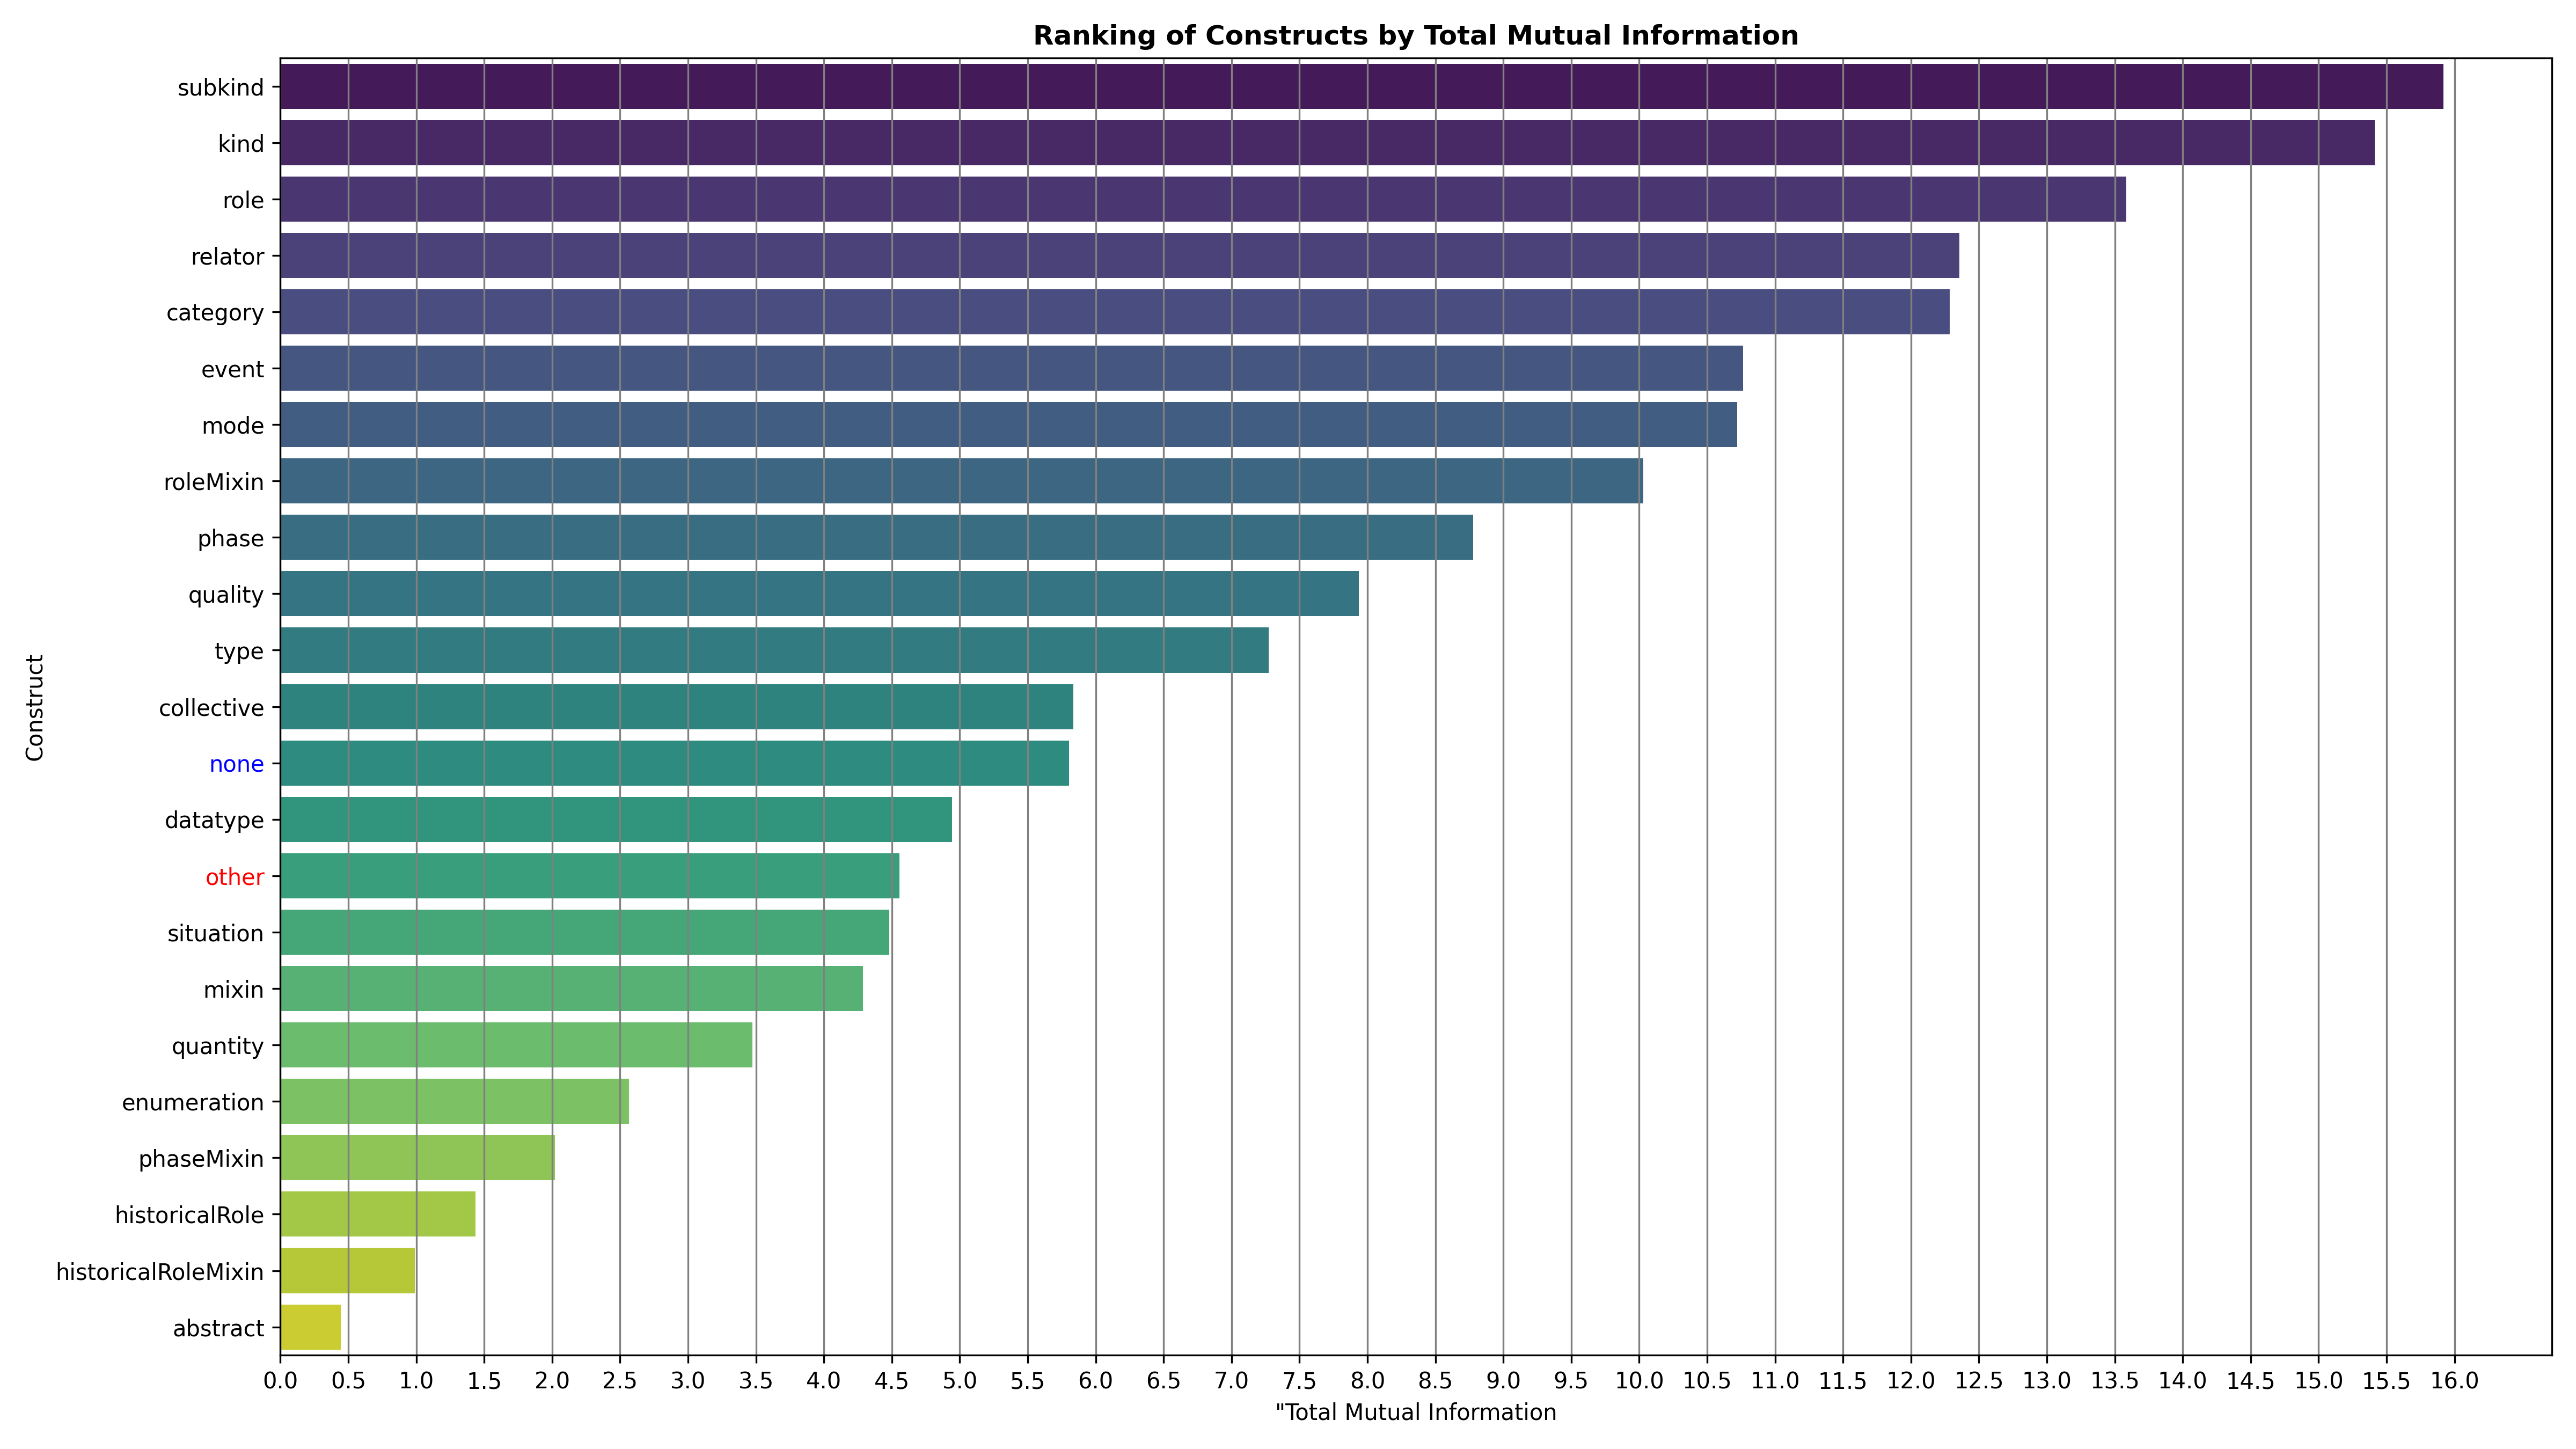 Ranking of Constructs by Total Mutual Information
Construct
subkind
kind
role
relator
category
event
mode
roleMixin
phase
quality
type
collective
none
datatype
other
situation
mixin
quantity
enumeration
phaseMixin
historicalRole
historicalRoleMixin
abstract
0.0 0.5 1.0 1.5 2.0 2.5 3.0 3.5 4.0 4.5 5.0 5.5 6.0 6.5 7.0 7.5 8.0 8.5 9.0 9.5 10.0 10.5 11.0 11.5 12.0 12.5 13.0 13.5 14.0 14.5 15.0 15.5 16.0
"Total Mutual Information